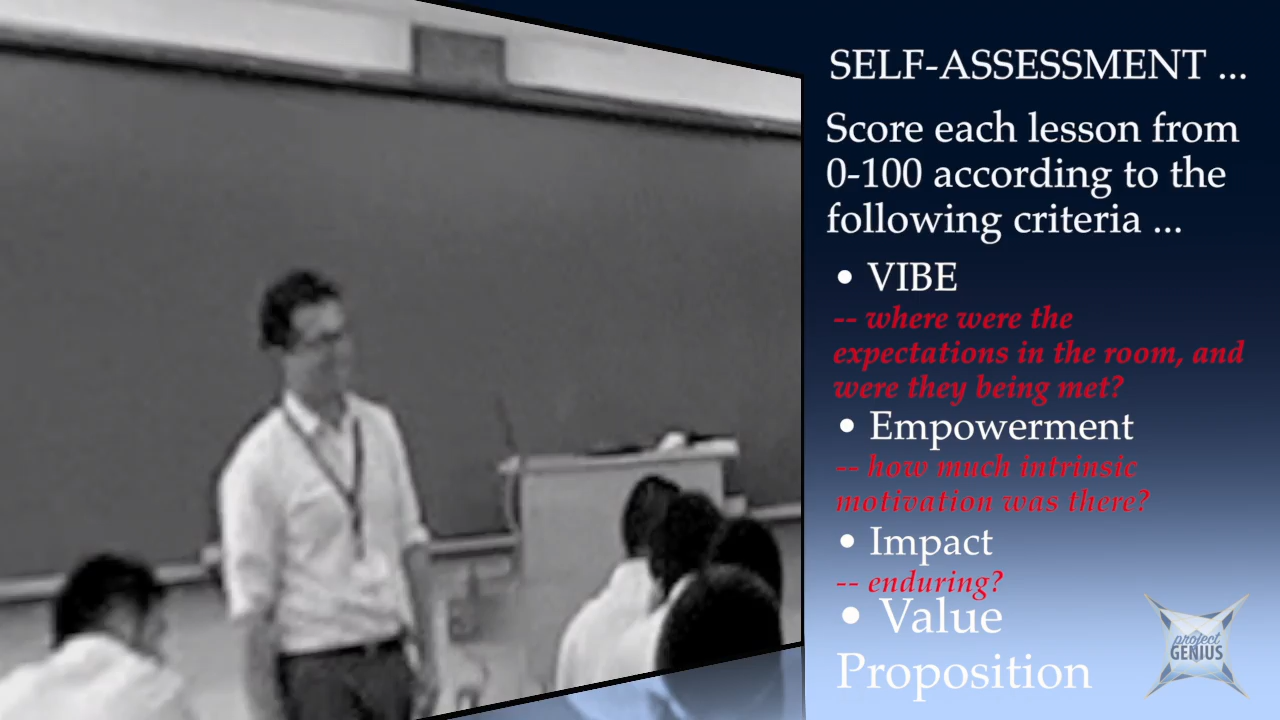 SELF-ASSESSMENT ...
Score each lesson from
0-100 according to the
following criteria ...
• VIBE
-- where were the
expectations in the room, and
were they being met?
• Empowerment
-- how much intrinsic
motivation was there?
• Impact
-- enduring?
• Value
Proposition
project
GENIUS